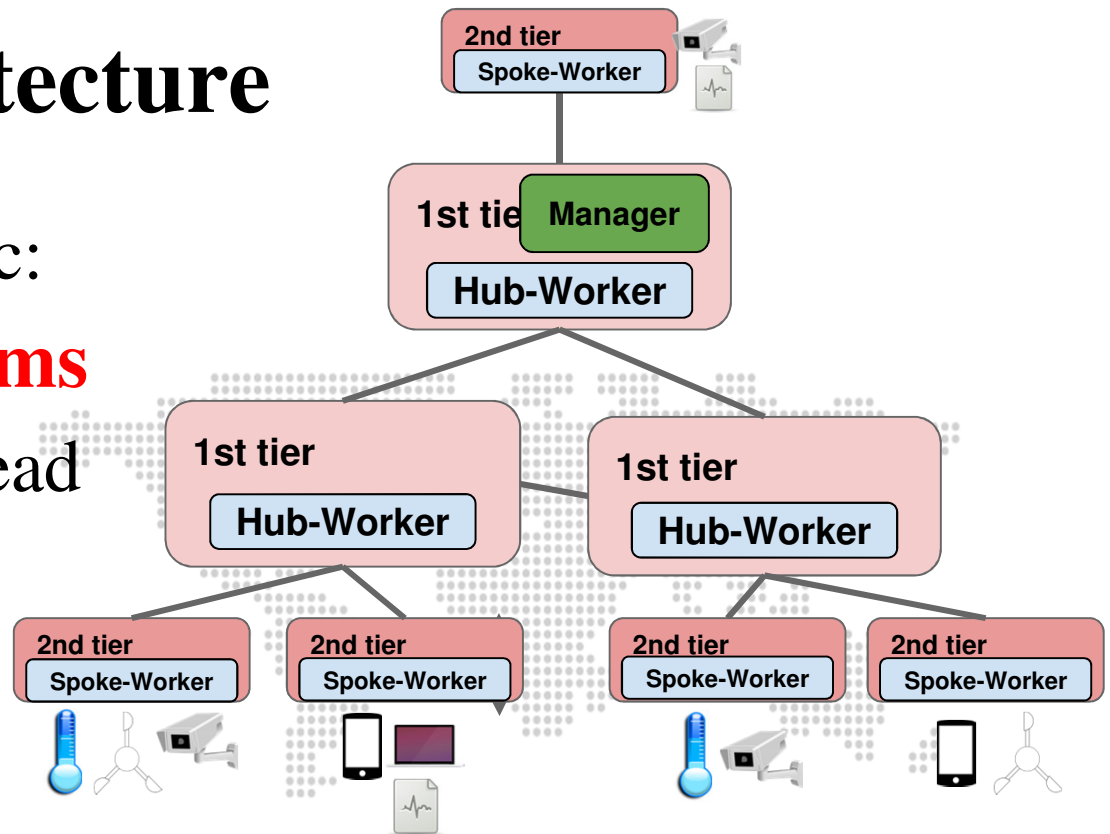 tecture
c:
ms
ead
2nd tier
Spoke-Worker
1st tie
Manager
Hub-Worker
1st tier
Hub-Worker
1st tier
Hub-Worker
2nd tier
Spoke-Worker
2nd tier
Spoke-Worker
2nd tier
Spoke-Worker
2nd tier
Spoke-Worker